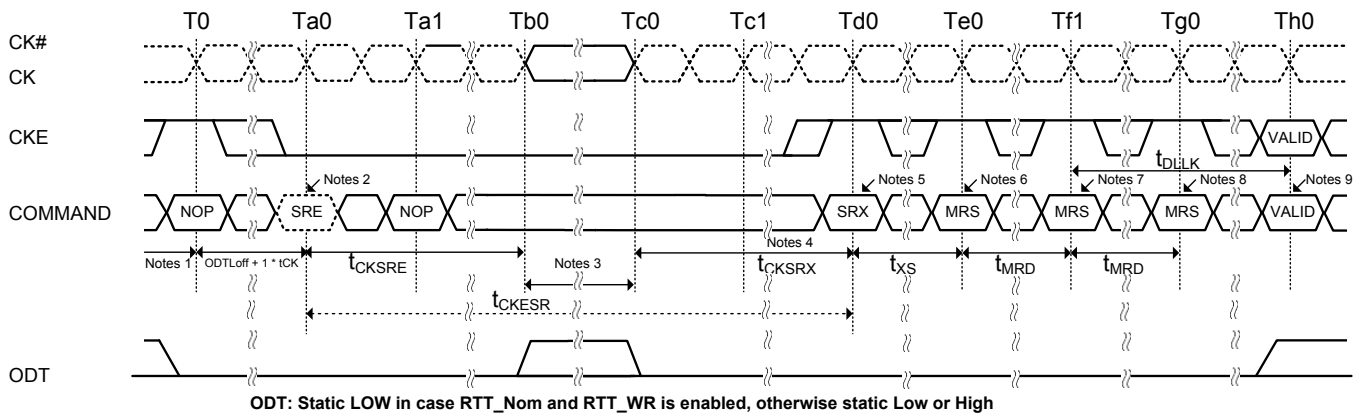 T0 Ta0 Ta1 Tb0 Tc0 Tc1 Td0 Te0 Tf1 Tg0 Th0
CK#
CK
CKE
VALID
tDLLK
Notes 2 Notes 5 Notes 6 Notes 7 Notes 8 Notes 9
COMMAND NOP SRE NOP SRX MRS MRS MRS VALID
Notes 1 ODTLoff + 1 * tCK tCKSRE Notes 3 Notes 4 tCKSRX tXS tMRD tMRD
tCKESR
ODT
ODT: Static LOW in case RTT_Nom and RTT_WR is enabled, otherwise static Low or High